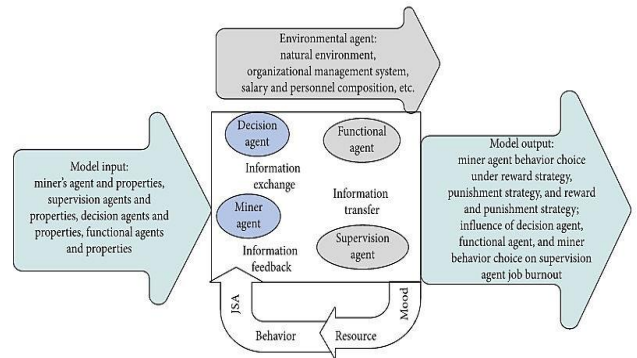 Environmental agent:
natural environment,
organizational management system,
salary and personnel composition, etc.
Model input:
miner's agent and properties,
supervision agents and
properties, decision agents and
properties, functional agents
and properties
Decision
agent
Functional
agent
Information
exchange
Information
transfer
Miner
agent
Information
feedback
Supervision
agent
Model output:
miner agent behavior choice
under reward strategy,
punishment strategy, and reward
and punishment strategy;
influence of decision agent,
functional agent, and miner
behavior choice on supervision
agent job burnout
JSA
Behavior
Resource
Mood